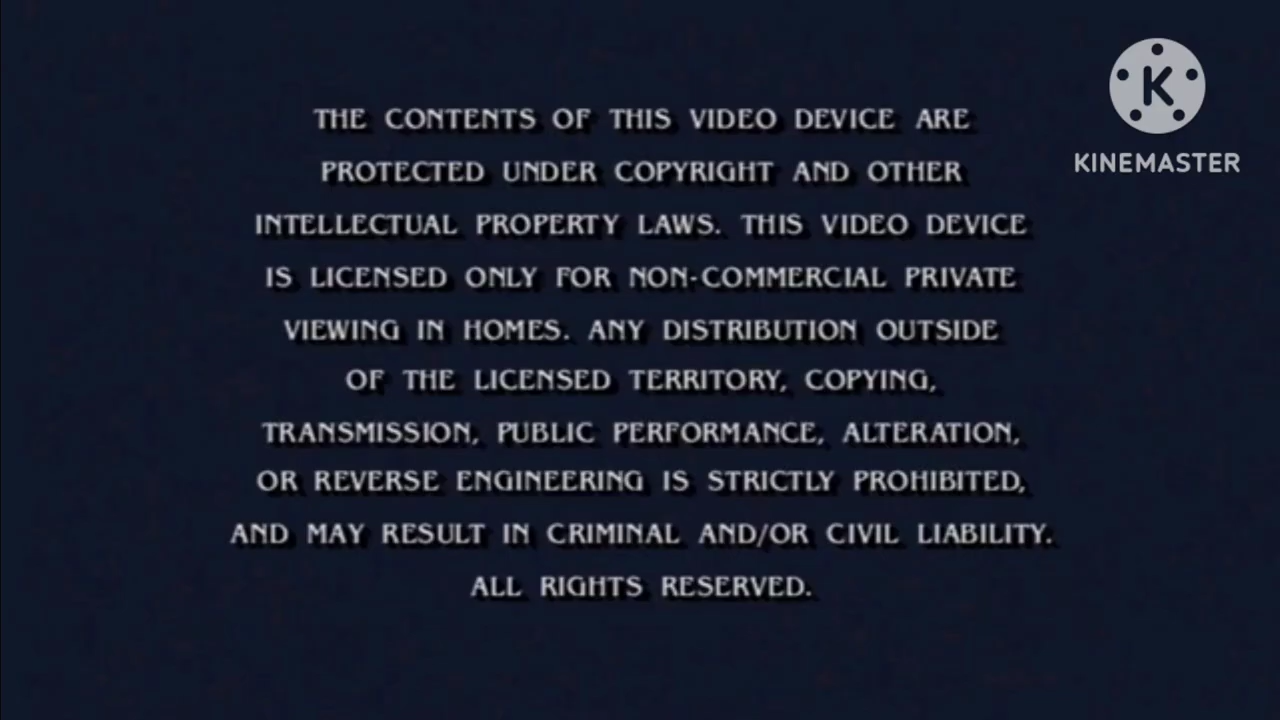 THE CONTENTS OF THIS VIDEO DEVICE ARE
PROTECTED UNDER COPYRIGHT AND OTHER
INTELLECTUAL PROPERTY LAWS. THIS VIDEO DEVICE
IS LICENSED ONLY FOR NON-COMMERCIAL PRIVATE
VIEWING IN HOMES. ANY DISTRIBUTION OUTSIDE
OF THE LICENSED TERRITORY, COPYING,
TRANSMISSION, PUBLIC PERFORMANCE, ALTERATION,
OR REVERSE ENGINEERING IS STRICTLY PROHIBITED,
AND MAY RESULT IN CRIMINAL AND/OR CIVIL LIABILITY.
ALL RIGHTS RESERVED.
K
KINEMASTER